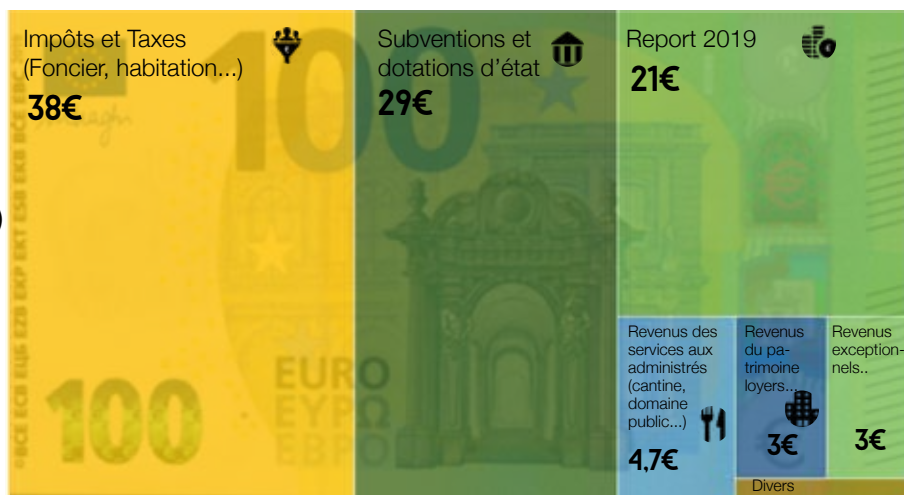 Impôts et Taxes
(Foncier, habitation...)
38€
Subventions et
dotations d’état
29€
Report 2019
21€
100
100
EURO
ΕΥΡΩ
ЕВРО
Revenus des
services aux
administrés
(cantine,
domaine
public...)
4,7€
Revenus
du pa-
trimoine
loyers...
3€
Revenus
exception-
nels..
3€
Divers